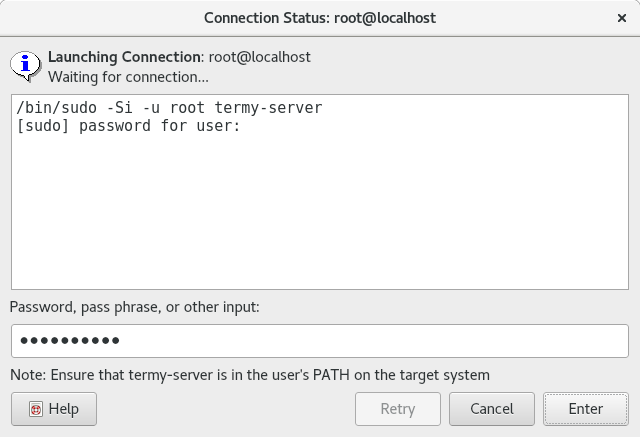 Connection Status: root@localhost
Launching Connection: root@localhost
Waiting for connection...
/bin/sudo -Si -u root termy-server
[sudo] password for user:
Password, pass phrase, or other input:
●●●●●●●●●●
Note: Ensure that termy-server is in the user's PATH on the target system
Help Retry Cancel Enter